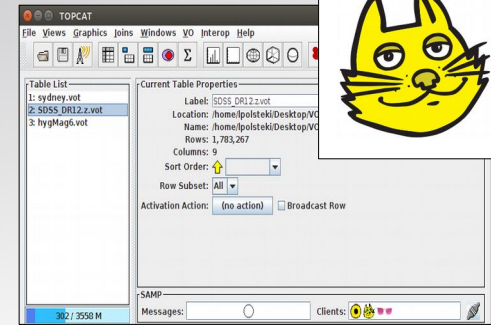 TOPCAT
File Views Graphics Joins Windows VO Interop Help
Table List
1: sydney.vot
2: SDSS_DR12.z.vot
3: hygMag6.vot
Current Table Properties
Label: SDSS_DR12.z.vot
Location: /home/lpolsteki/Desktop/VO
Name: /home/lpolsteki/Desktop/VO
Rows: 1,783,267
Columns: 9
Sort Order:
Row Subset: All
Activation Action: (no action) Broadcast Row
SAMP
Messages: Clients:
302 / 3558 M